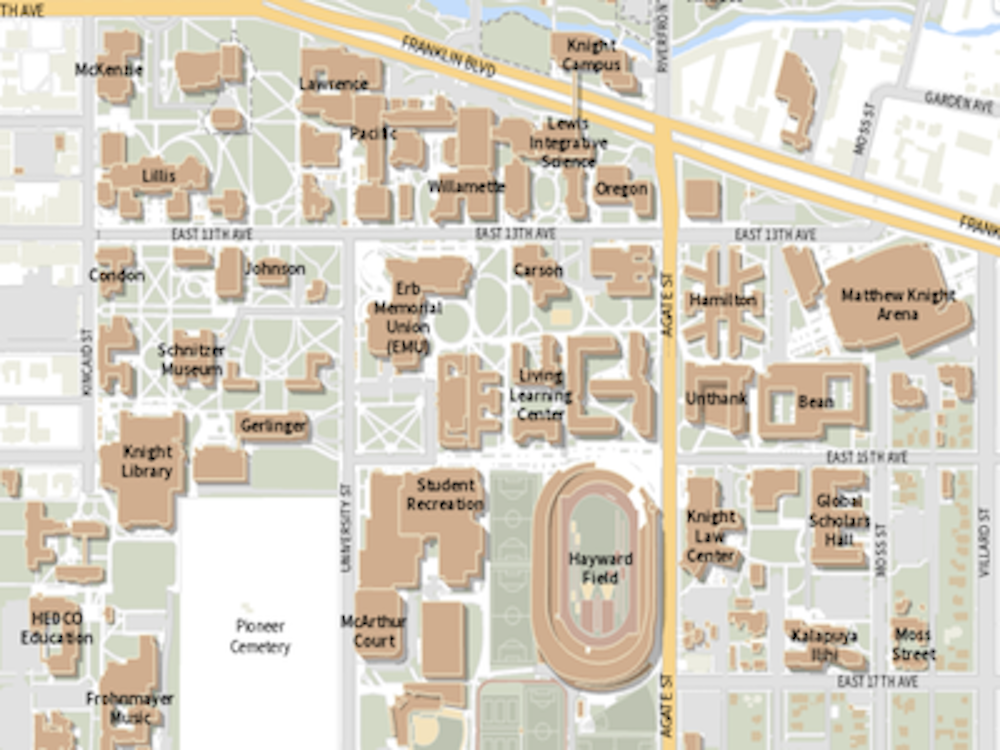 TH AVE
FRANKLIN BLVD
Knight
Campus
RIVERFRONT
McKenzie
Lawrence
GARDEN AVE
MOSS ST
Pacific
Lewis
Integrative
Science
Lillis
Willamette
Oregon
EAST 13TH AVE
EAST 13TH AVE
EAST 13TH AVE
FRANK
Condon
Johnson
Carson
Erb
Memorial
Union
(EMU)
AGATE ST
Hamilton
Matthew Knight
Arena
KINCAID ST
Schnitzer
Museum
Living
Learning
Center
Unthank
Bean
Gerlinger
Knight
Library
EAST 15TH AVE
Student
Recreation
UNIVERSITY ST
Knight
Law
Center
Global
Scholars
Hall
MOSS ST
VILLARD ST
Hayward
Field
HEDCO
Education
Pioneer
Cemetery
McArthur
Court
Kalapuya
Ilihi
Moss
Street
EAST 17TH AVE
Frohnmayer
Music
AGATE ST